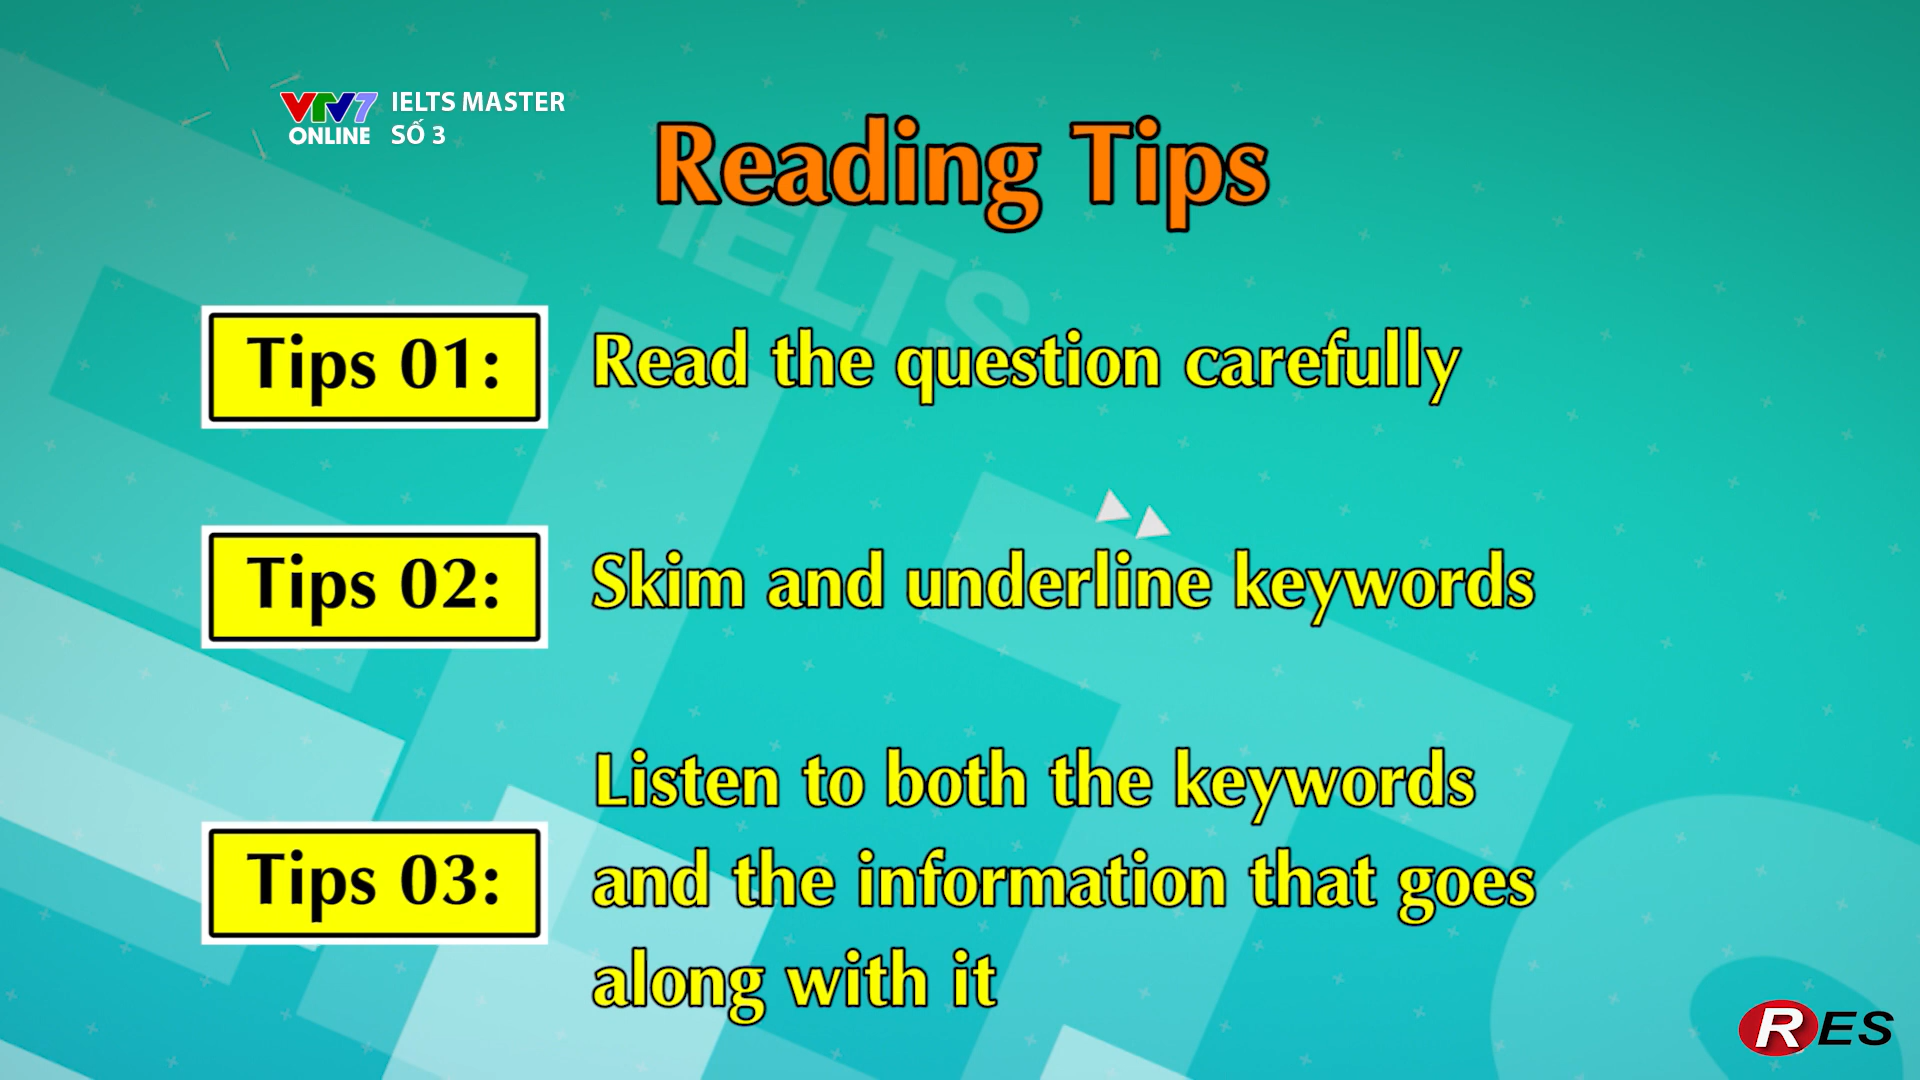 VTV7
ONLINE
IELTS MASTER
SỐ 3
Reading Tips
IELTS
Tips 01:
Read the question carefully
Tips 02:
Skim and underline keywords
Tips 03:
Listen to both the keywords
and the information that goes
along with it
RES